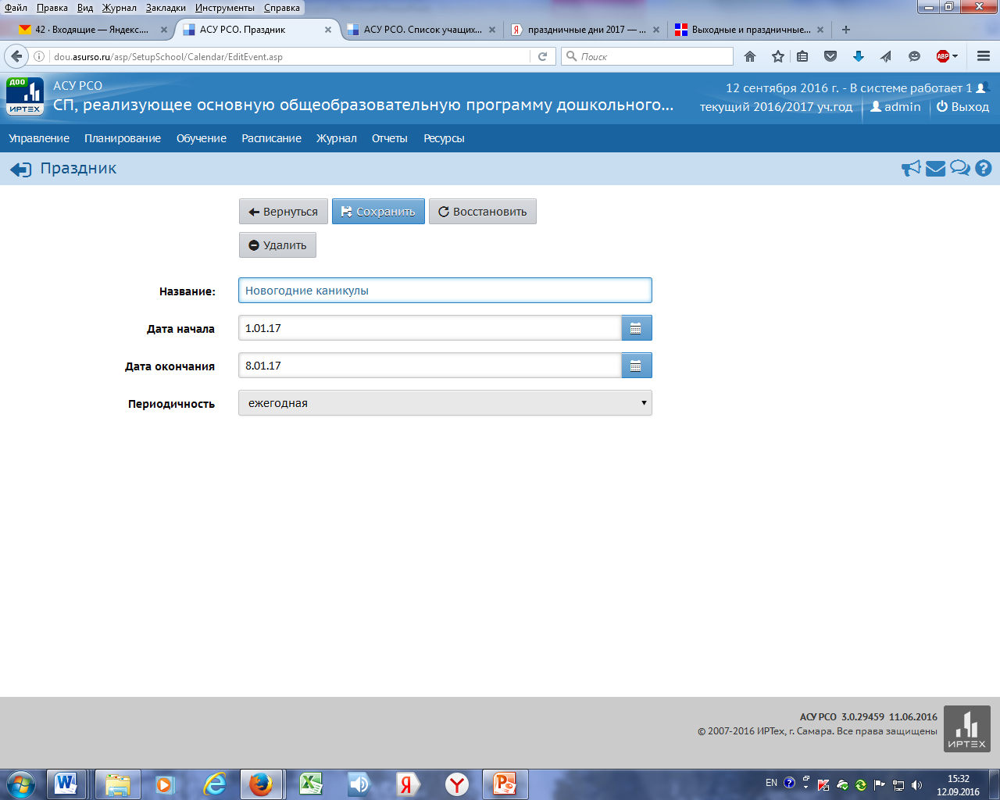 Файл Правка Вид Журнал Закладки Инструменты Справка
42 · Входящие — Яндекс.... АСУ РСО. Праздник АСУ РСО. Список учащих... праздничные дни 2017 — ... Выходные и праздничные...
dou.asurso.ru/asp/SetupSchool/Calendar/EditEvent.asp Поиск ABP
ДОО
ИРТЕХ
АСУ РСО
СП, реализующее основную общеобразовательную программу дошкольного...
12 сентября 2016 г. - В системе работает 1
текущий 2016/2017 уч.год admin Выход
Управление Планирование Обучение Расписание Журнал Отчеты Ресурсы
Праздник
Вернуться Сохранить Восстановить
Удалить
Название: Новогодние каникулы
Дата начала 1.01.17
Дата окончания 8.01.17
Периодичность ежегодная
АСУ РСО 3.0.29459 11.06.2016
© 2007-2016 ИРТех, г. Самара. Все права защищены
ИРТЕХ
EN 15:32
12.09.2016